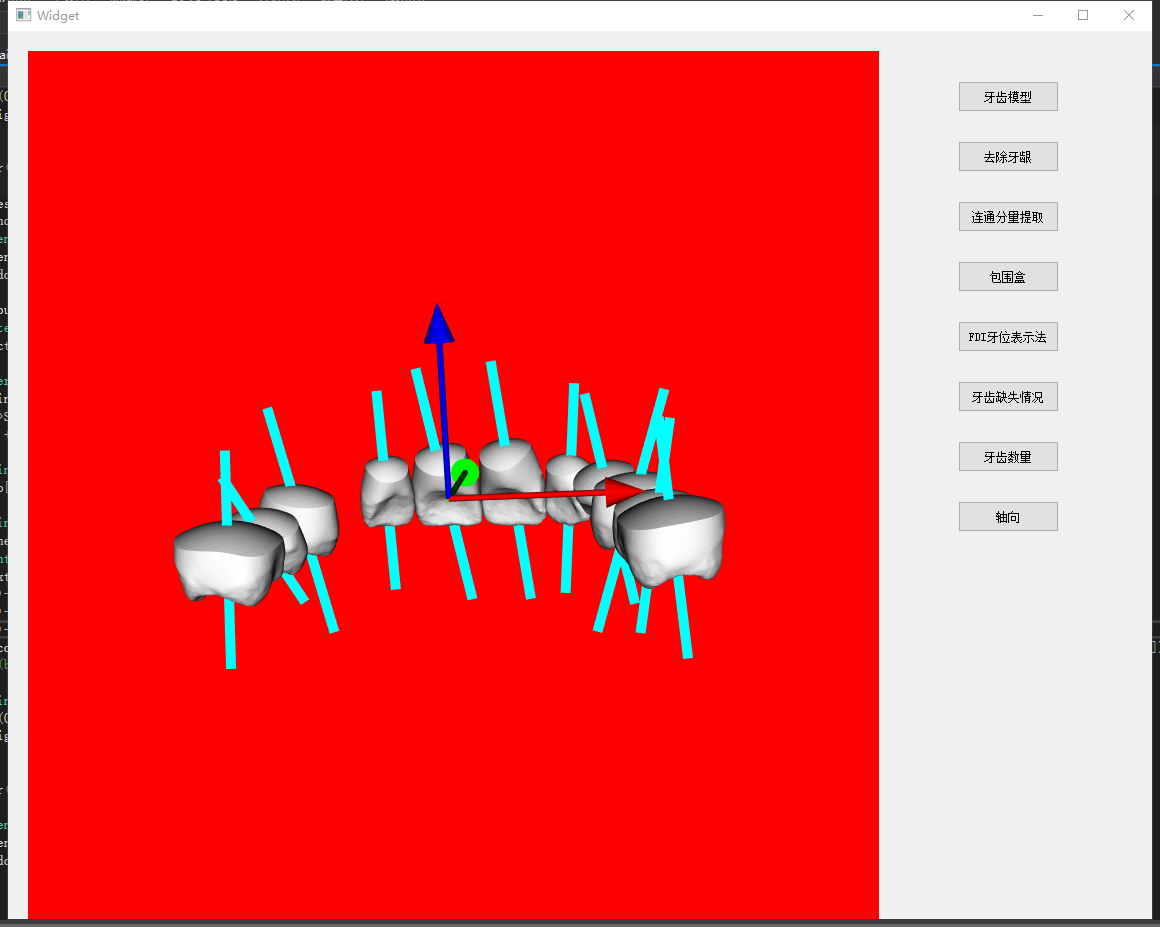 Widget
牙齿模型
去除牙龈
连通分量提取
包围盒
FDI牙位表示法
牙齿缺失情况
牙齿数量
轴向